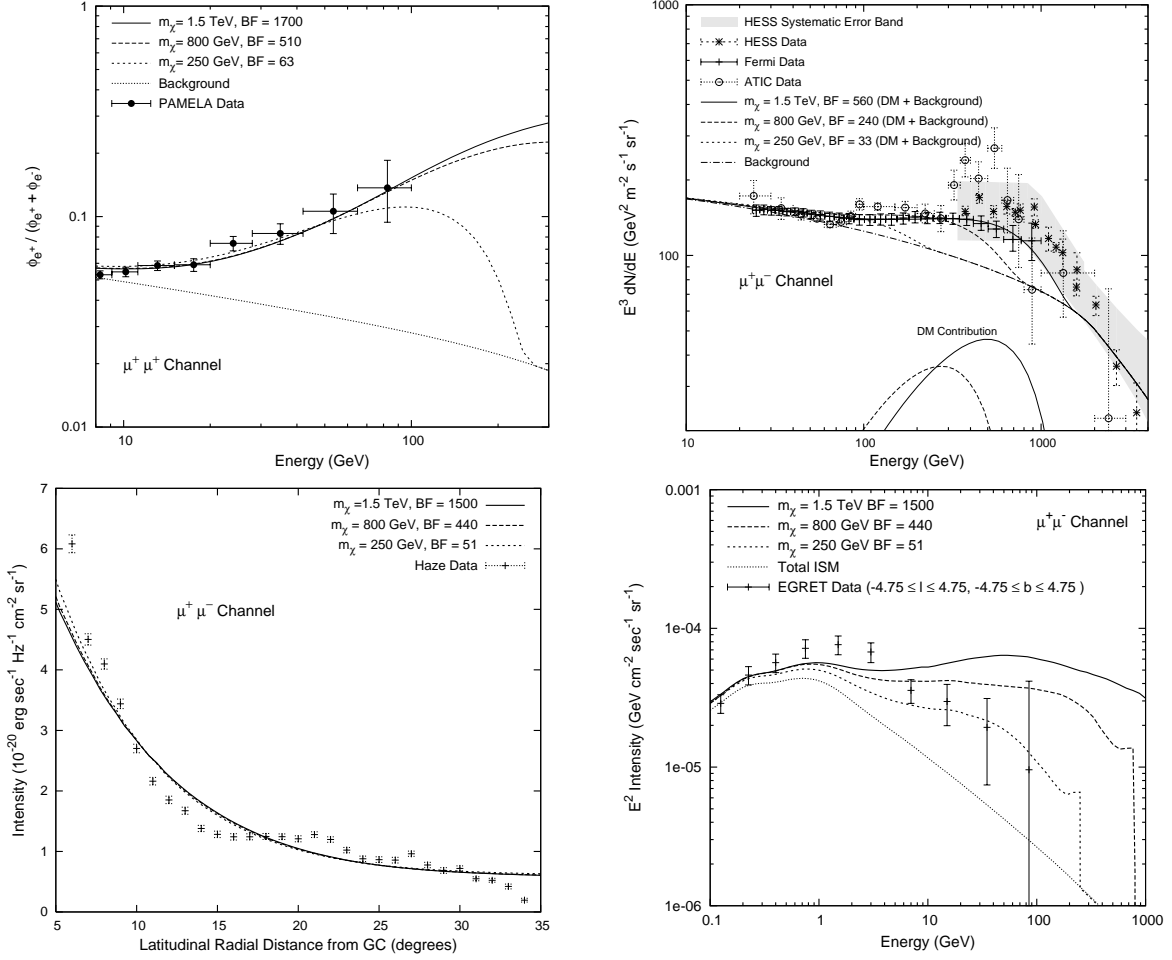 1
0.1
0.01
10
100
m_χ = 1.5 TeV, BF = 1700
m_χ = 800 GeV, BF = 510
m_χ = 250 GeV, BF = 63
Background
PAMELA Data
μ⁺ μ⁺ Channel
ϕ_e⁺ / (ϕ_e⁺ + ϕ_e⁻)
Energy (GeV)
1000
100
10
100
1000
HESS Systematic Error Band
HESS Data
Fermi Data
ATIC Data
m_χ = 1.5 TeV, BF = 560 (DM + Background)
m_χ = 800 GeV, BF = 240 (DM + Background)
m_χ = 250 GeV, BF = 33 (DM + Background)
Background
μ⁺μ⁻ Channel
DM Contribution
E³ dN/dE (GeV² m⁻² s⁻¹ sr⁻¹)
Energy (GeV)
7
6
5
4
3
2
1
0
5
10
15
20
25
30
35
m_χ =1.5 TeV, BF = 1500
m_χ = 800 GeV, BF = 440
m_χ = 250 GeV, BF = 51
Haze Data
μ⁺ μ⁻ Channel
Intensity (10⁻²⁰ erg sec⁻¹ Hz⁻¹ cm⁻² sr⁻¹)
Latitudinal Radial Distance from GC (degrees)
0.001
1e-04
1e-05
1e-06
0.1
1
10
100
1000
m_χ = 1.5 TeV BF = 1500
m_χ = 800 GeV BF = 440
m_χ = 250 GeV BF = 51
Total ISM
EGRET Data (-4.75 ≤ l ≤ 4.75, -4.75 ≤ b ≤ 4.75 )
μ⁺μ⁻ Channel
E² Intensity (GeV cm⁻² sec⁻¹ sr⁻¹)
Energy (GeV)